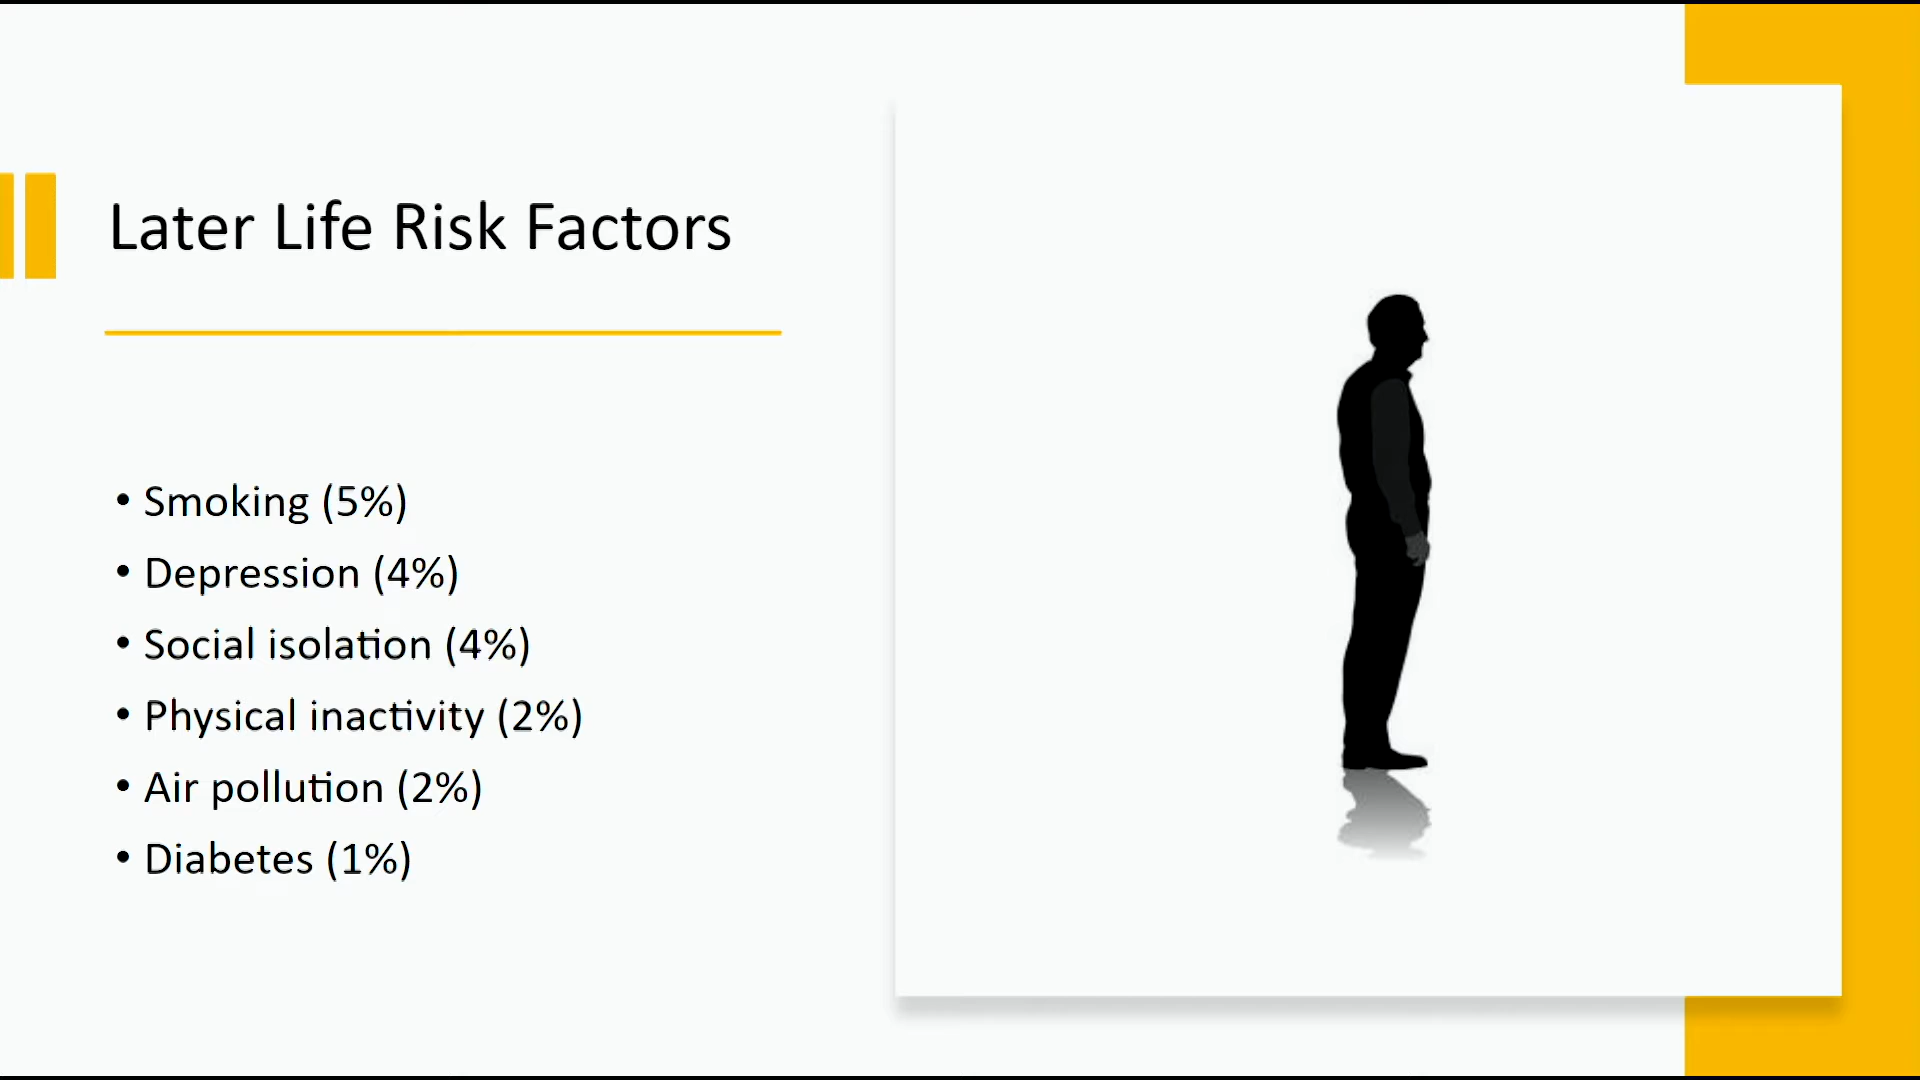 Later Life Risk Factors
• Smoking (5%)
• Depression (4%)
• Social isolation (4%)
• Physical inactivity (2%)
• Air pollution (2%)
• Diabetes (1%)